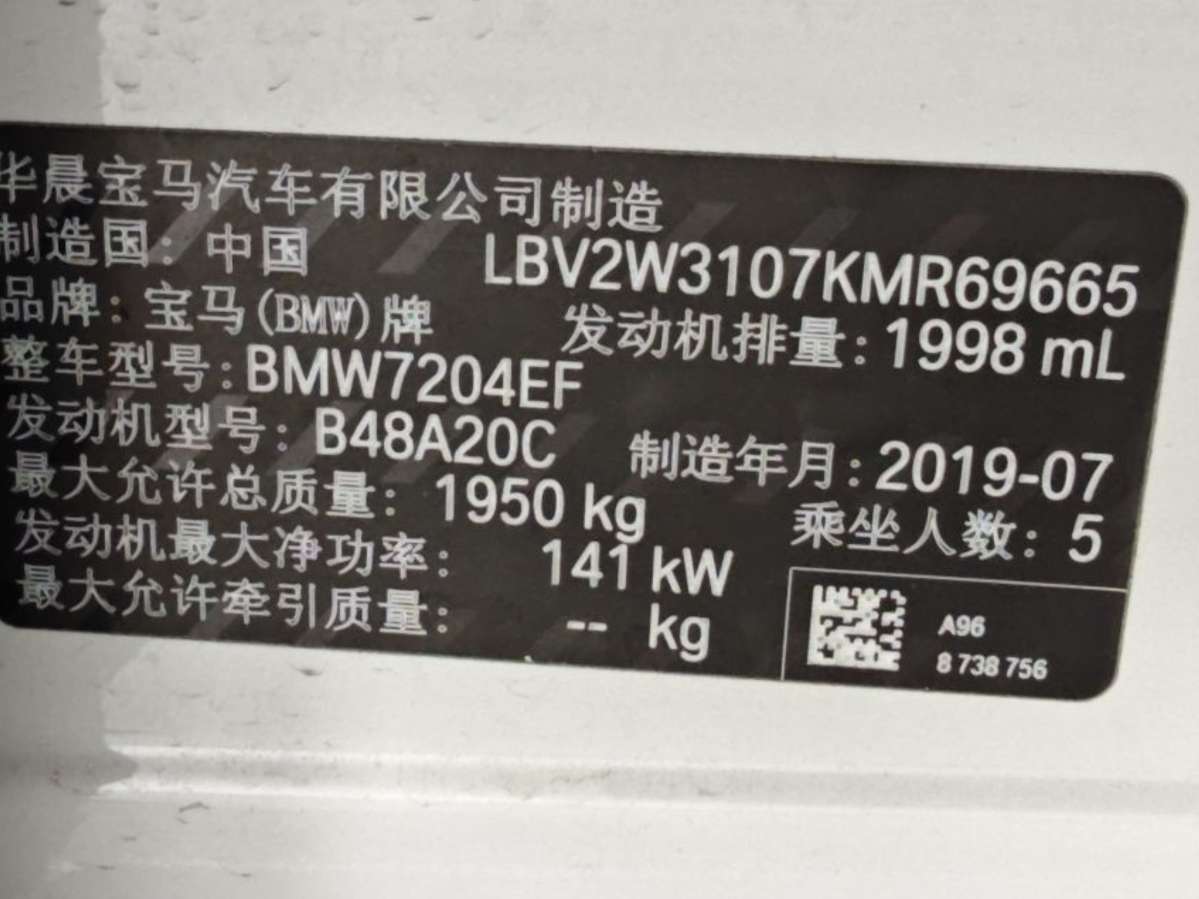 华晨宝马汽车有限公司制造
制造国：中国
LBV2W3107KMR69665
品牌：宝马(BMW)牌
发动机排量：1998 mL
整车型号：BMW7204EF
发动机型号：B48A20C
制造年月：2019-07
最大允许总质量：1950 kg
乘坐人数：5
发动机最大净功率：141 kW
最大允许牵引质量：-- kg
A96
8 738 756